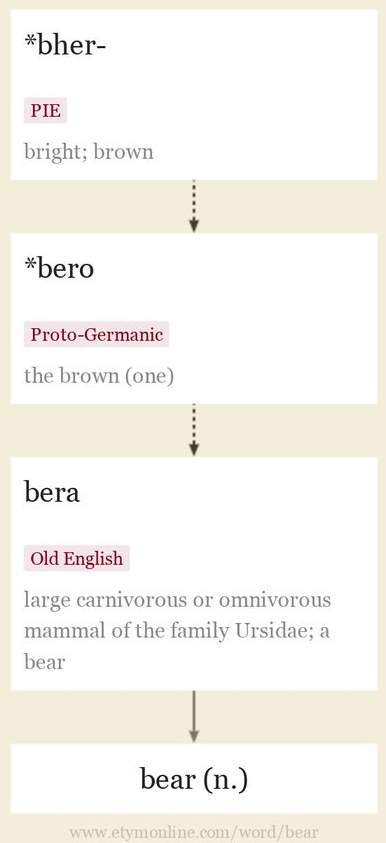 *bher-
PIE
bright; brown
*bero
Proto-Germanic
the brown (one)
bera
Old English
large carnivorous or omnivorous
mammal of the family Ursidae; a
bear
bear (n.)
www.etymonline.com/word/bear